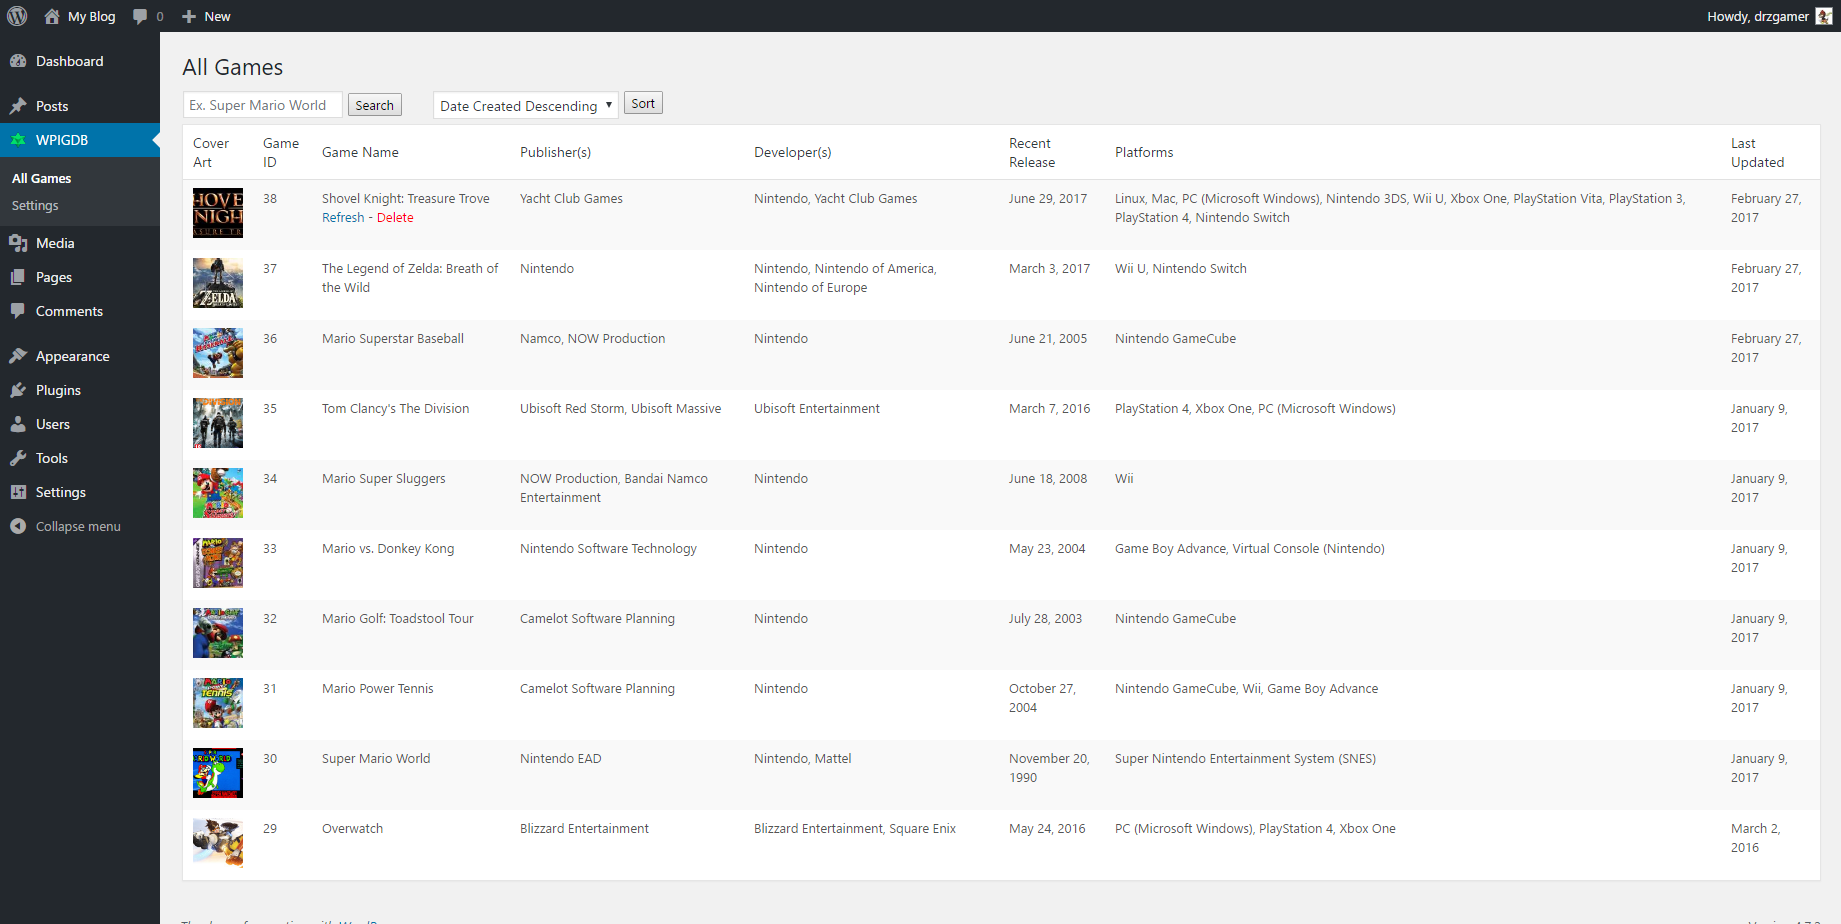 My Blog 0 New Howdy, drzgamer
Dashboard
Posts
WPIGDB
All Games
Settings
Media
Pages
Comments
Appearance
Plugins
Users
Tools
Settings
Collapse menu
All Games
Ex. Super Mario World Search Date Created Descending Sort
Cover Art Game ID Game Name Publisher(s) Developer(s) Recent Release Platforms Last Updated
38 Shovel Knight: Treasure Trove Yacht Club Games Nintendo, Yacht Club Games June 29, 2017 Linux, Mac, PC (Microsoft Windows), Nintendo 3DS, Wii U, Xbox One, PlayStation Vita, PlayStation 3, February 27,
Refresh - Delete PlayStation 4, Nintendo Switch 2017
37 The Legend of Zelda: Breath of Nintendo Nintendo, Nintendo of America, March 3, 2017 Wii U, Nintendo Switch February 27,
the Wild Nintendo of Europe 2017
36 Mario Superstar Baseball Namco, NOW Production Nintendo June 21, 2005 Nintendo GameCube February 27,
2017
35 Tom Clancy's The Division Ubisoft Red Storm, Ubisoft Massive Ubisoft Entertainment March 7, 2016 PlayStation 4, Xbox One, PC (Microsoft Windows) January 9,
2017
34 Mario Super Sluggers NOW Production, Bandai Namco Nintendo June 18, 2008 Wii January 9,
Entertainment 2017
33 Mario vs. Donkey Kong Nintendo Software Technology Nintendo May 23, 2004 Game Boy Advance, Virtual Console (Nintendo) January 9,
2017
32 Mario Golf: Toadstool Tour Camelot Software Planning Nintendo July 28, 2003 Nintendo GameCube January 9,
2017
31 Mario Power Tennis Camelot Software Planning Nintendo October 27, Nintendo GameCube, Wii, Game Boy Advance January 9,
2004 2017
30 Super Mario World Nintendo EAD Nintendo, Mattel November 20, Super Nintendo Entertainment System (SNES) January 9,
1990 2017
29 Overwatch Blizzard Entertainment Blizzard Entertainment, Square Enix May 24, 2016 PC (Microsoft Windows), PlayStation 4, Xbox One March 2,
2016